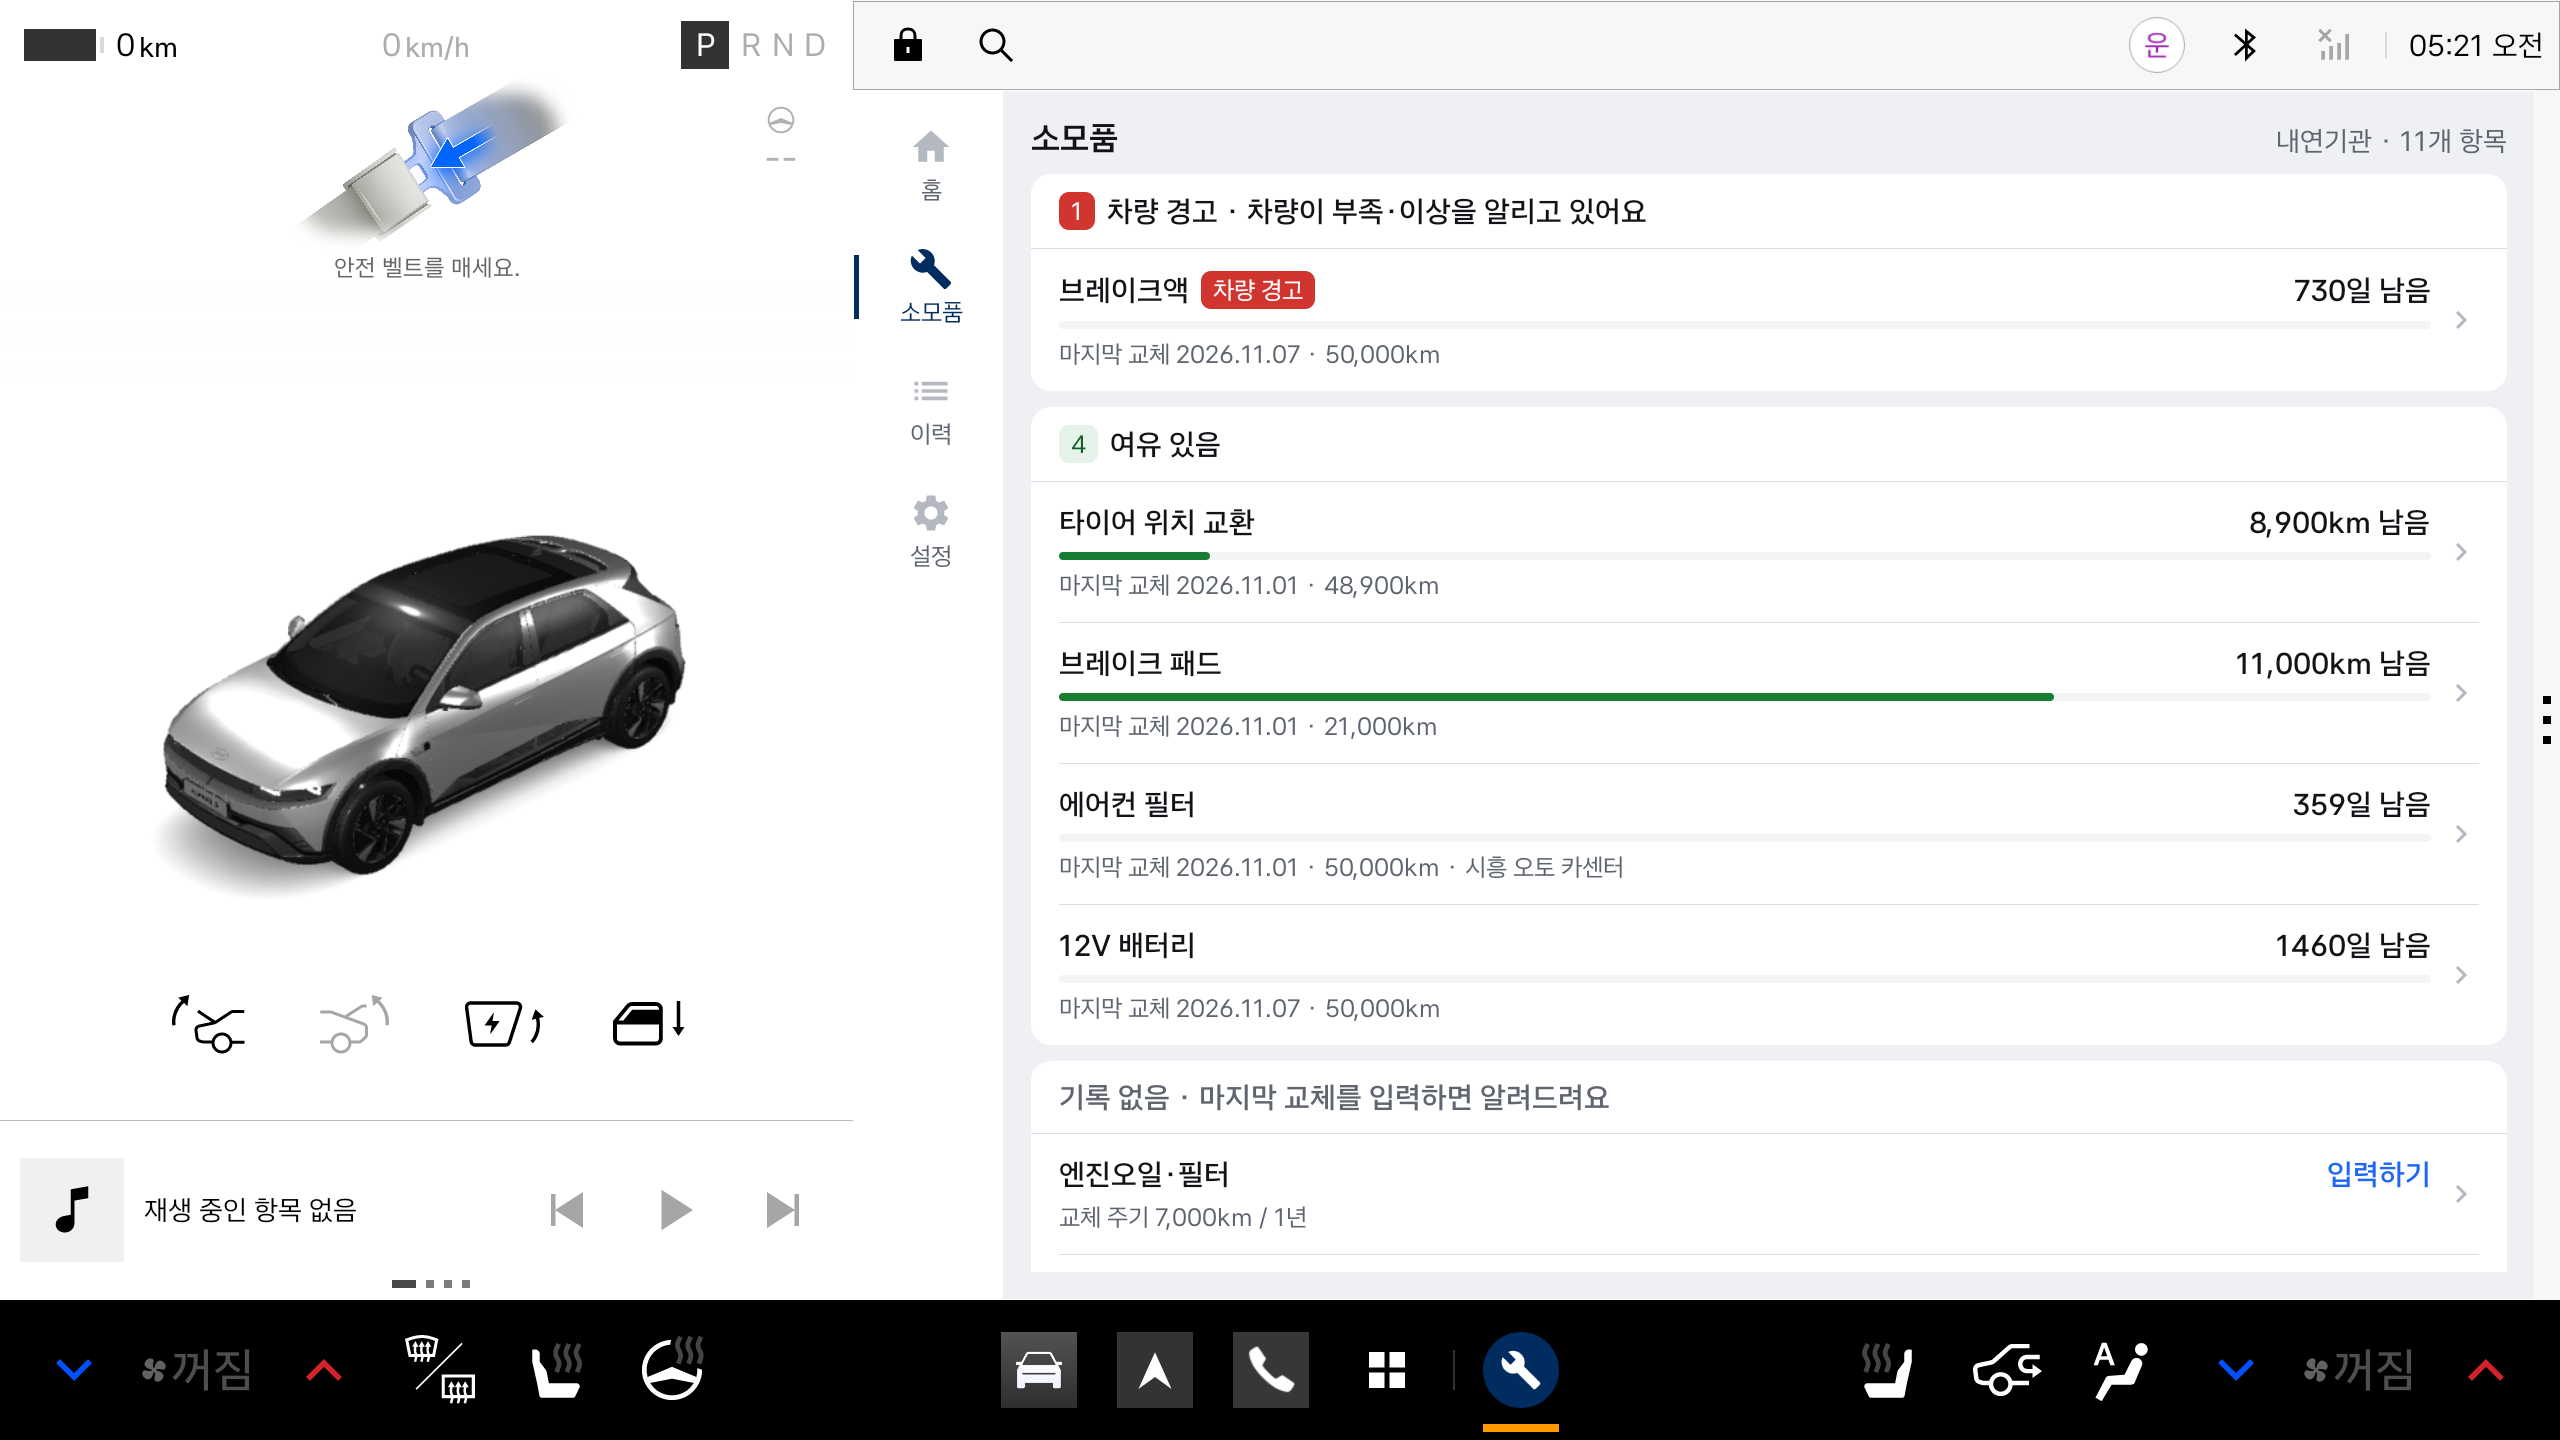 0 km
0 km/h
P R N D
운
05:21 오전
안전 벨트를 매세요.
홈
소모품
이력
설정
소모품
내연기관 · 11개 항목
1 차량 경고 · 차량이 부족·이상을 알리고 있어요
브레이크액 차량 경고
730일 남음
마지막 교체 2026.11.07 · 50,000km
4 여유 있음
타이어 위치 교환
8,900km 남음
마지막 교체 2026.11.01 · 48,900km
브레이크 패드
11,000km 남음
마지막 교체 2026.11.01 · 21,000km
에어컨 필터
359일 남음
마지막 교체 2026.11.01 · 50,000km · 시흥 오토 카센터
12V 배터리
1460일 남음
마지막 교체 2026.11.07 · 50,000km
기록 없음 · 마지막 교체를 입력하면 알려드려요
엔진오일·필터
입력하기
교체 주기 7,000km / 1년
재생 중인 항목 없음
꺼짐
A
꺼짐